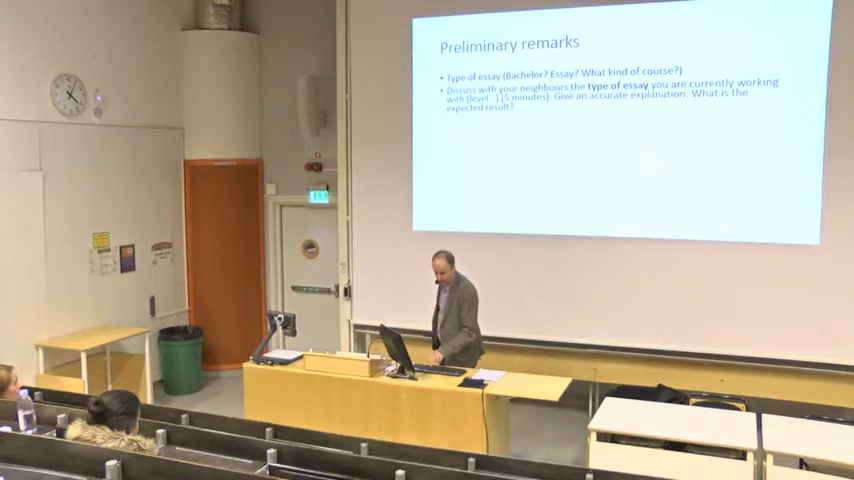 Preliminary remarks
• Type of essay (Bachelor? Essay? What kind of course?)
• Discuss with your neighbours the type of essay you are currently working
with (level..) (5 minutes). Give an accurate explanation. What is the
expected result?